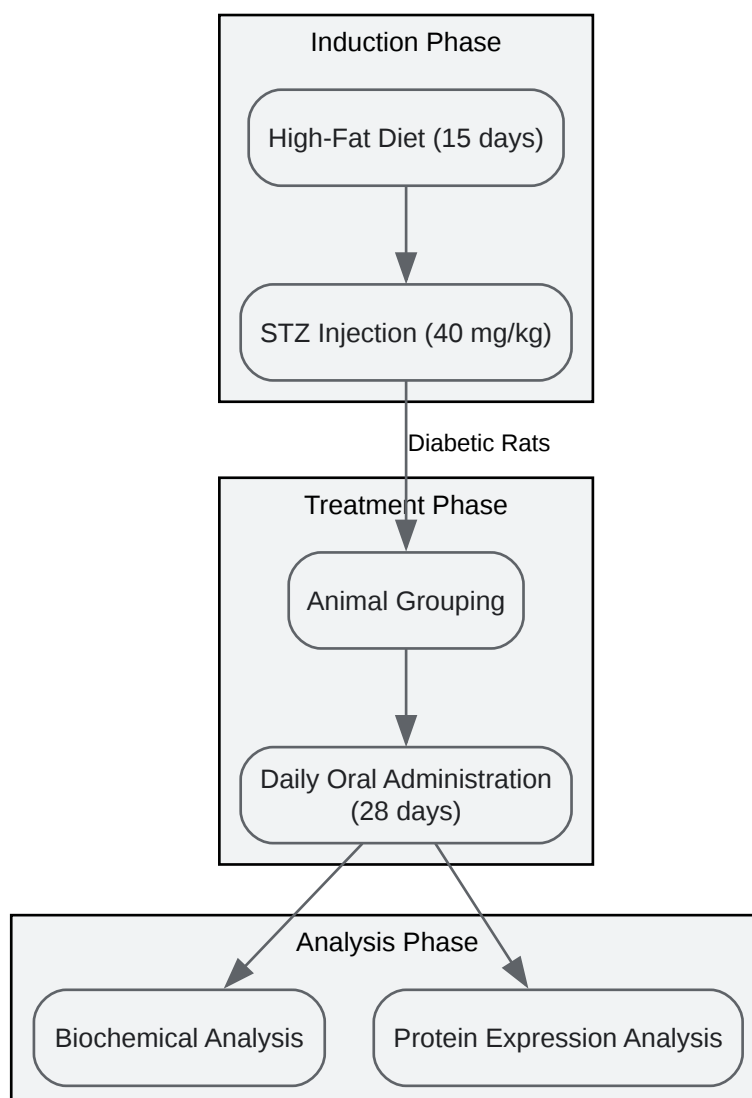 Induction Phase
High-Fat Diet (15 days)
STZ Injection (40 mg/kg)
Diabetic Rats
Treatment Phase
Animal Grouping
Daily Oral Administration
(28 days)
Analysis Phase
Biochemical Analysis
Protein Expression Analysis